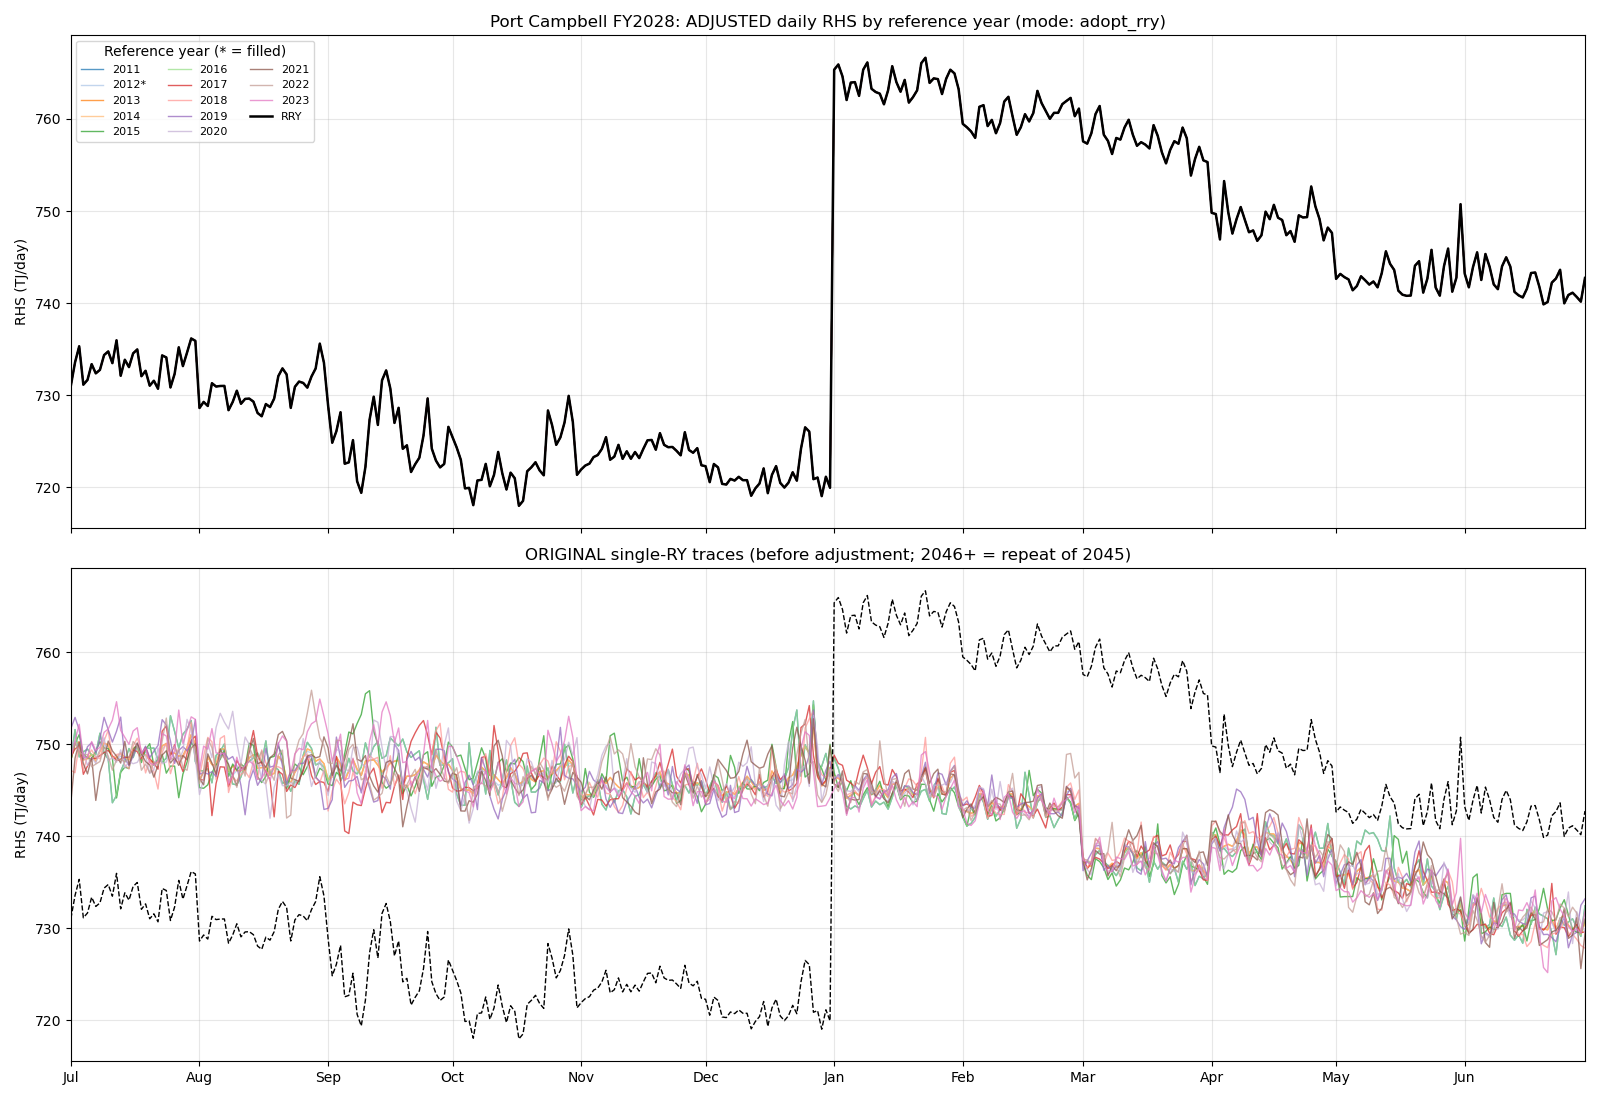 Port Campbell FY2028: ADJUSTED daily RHS by reference year (mode: adopt_rry)
Reference year (* = filled)
2011 2016 2021
2012* 2017 2022
2013 2018 2023
2014 2019 RRY
2015 2020
RHS (TJ/day)
760
750
740
730
720
ORIGINAL single-RY traces (before adjustment; 2046+ = repeat of 2045)
RHS (TJ/day)
760
750
740
730
720
Jul Aug Sep Oct Nov Dec Jan Feb Mar Apr May Jun